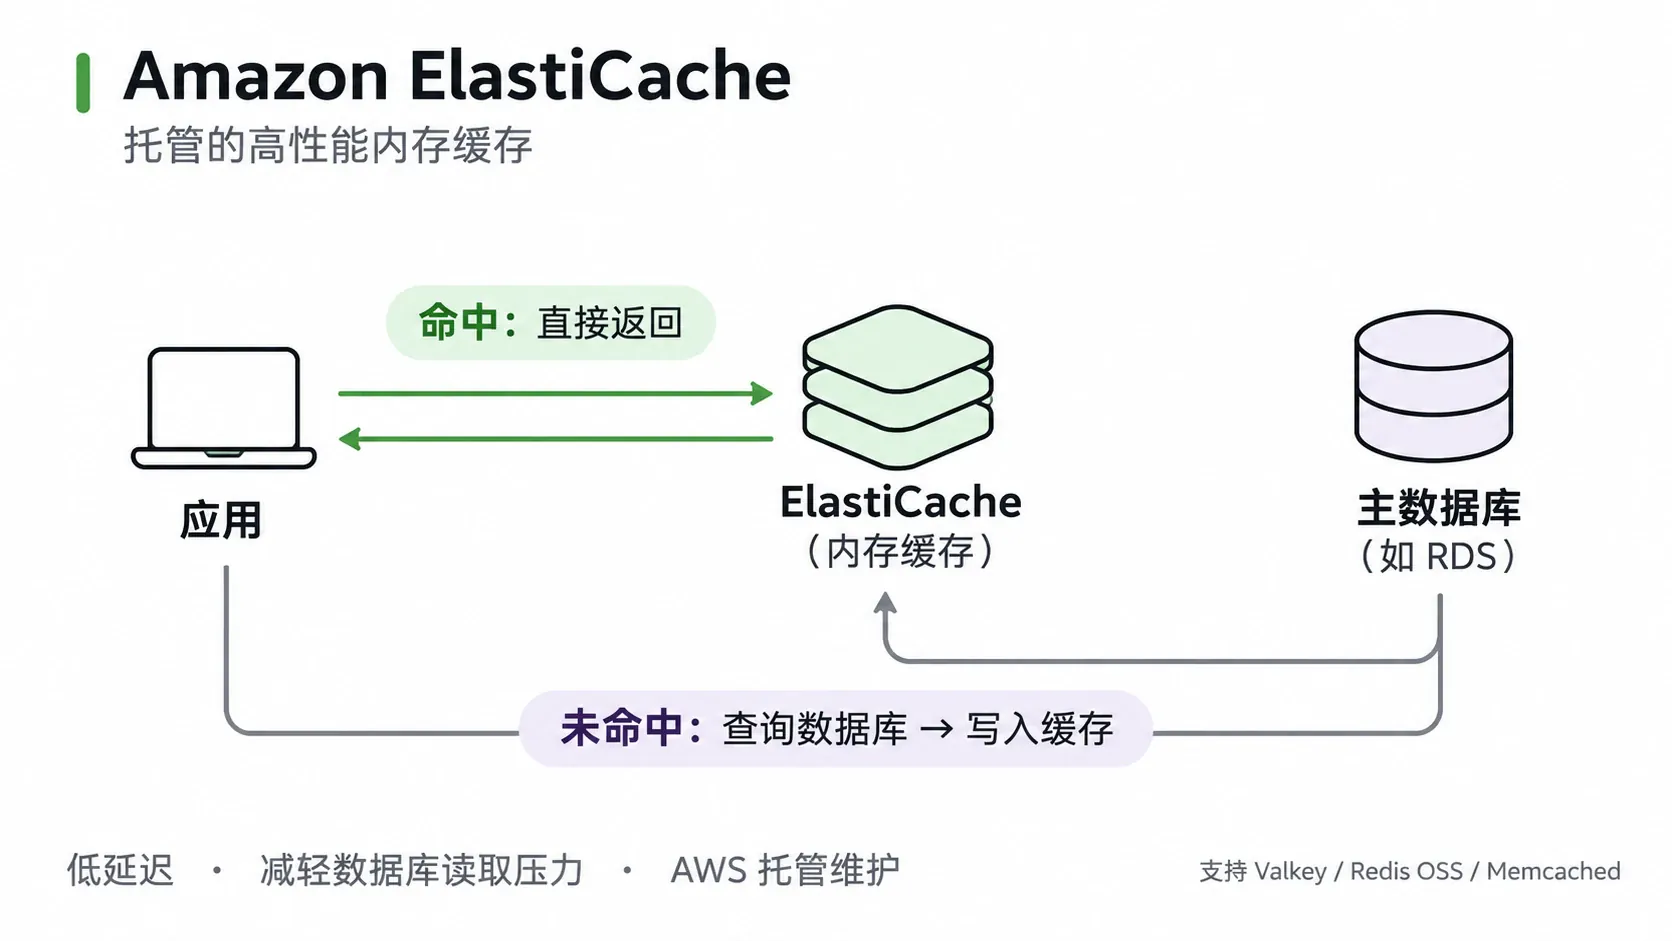 Amazon ElastiCache
托管的高性能内存缓存
命中：直接返回
应用
ElastiCache
（内存缓存）
主数据库
（如 RDS）
未命中：查询数据库 → 写入缓存
低延迟 · 减轻数据库读取压力 · AWS 托管维护
支持 Valkey / Redis OSS / Memcached